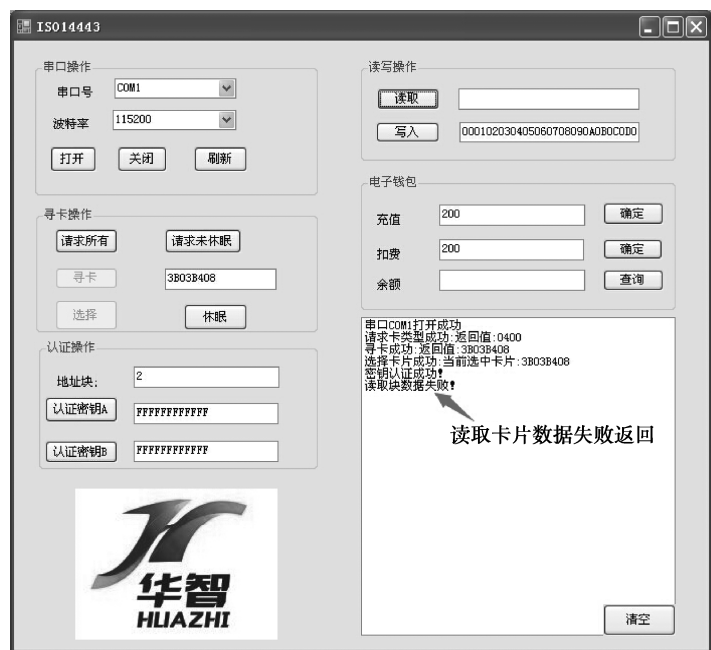 ISO14443
串口操作
串口号 COM1
波特率 115200
打开 关闭 刷新
寻卡操作
请求所有 请求未休眠
寻卡 3B03B408
选择 休眠
认证操作
地址块: 2
认证密钥A FFFFFFFFFFFF
认证密钥B FFFFFFFFFFFF
华智
HUAZHI
读写操作
读取
写入 000102030405060708090A0B0C0D0
电子钱包
充值 200 确定
扣费 200 确定
余额 查询
串口COM1打开成功
请求卡类型成功:返回值:0400
寻卡成功:返回值:3B03B408
选择卡片成功:当前选中卡片:3B03B408
密钥认证成功!
读取块数据失败!
读取卡片数据失败返回
清空